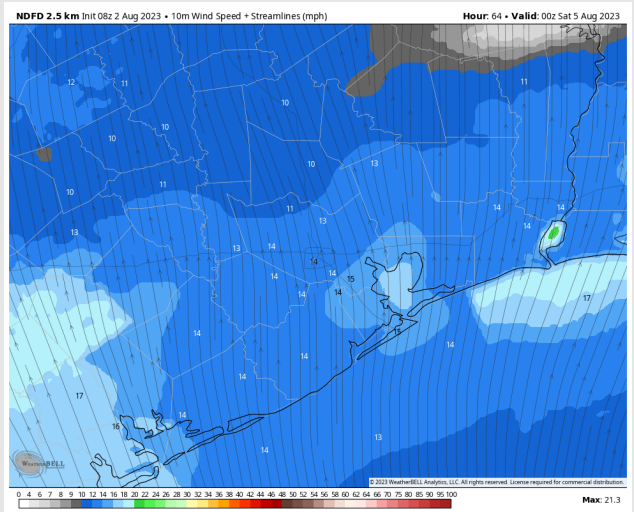 NDFD 2.5 km Init 08z 2 Aug 2023 • 10m Wind Speed + Streamlines (mph) Hour: 64 • Valid: 00z Sat 5 Aug 2023
12 11 11
10
10 10
10 13
10 11
11 14 14
13 13 14
13 14
14 14
14 15
14 14 17
14 15
14 14
14
17
14 16
13
14
WEATHERBELL
© 2023 WeatherBELL Analytics, LLC. All rights reserved. License required for commercial distribution.
0 4 6 7 8 9 10 12 14 16 18 20 22 24 26 28 30 32 34 36 38 40 42 44 46 48 50 52 54 56 58 60 62 64 66 70 75 80 85 90 95 100 Max: 21.3